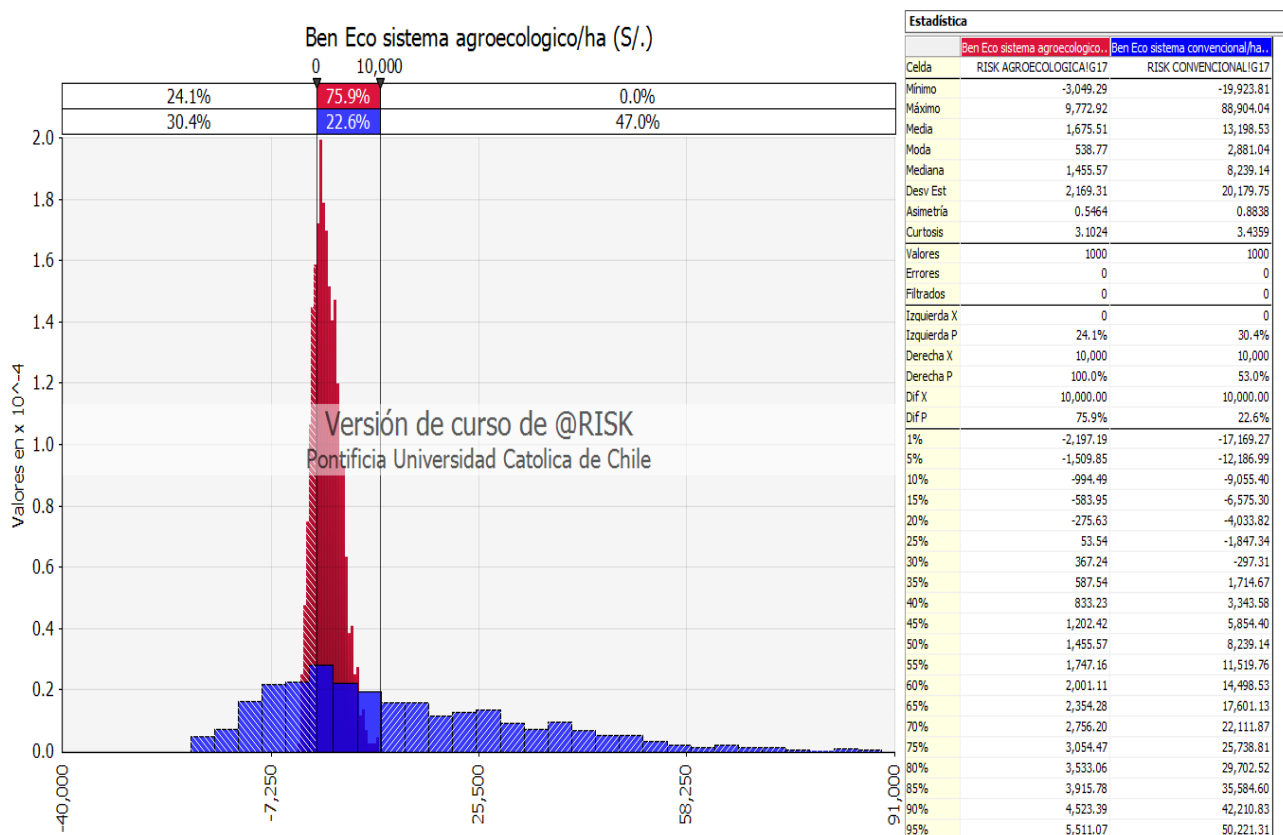 Ben Eco sistema agroecologico/ha (S/.)
0 10,000
24.1% 75.9% 0.0%
30.4% 22.6% 47.0%
2.0
1.8
1.6
1.4
1.2
1.0
0.8
0.6
0.4
0.2
0.0
Valores en x 10^-4
Versión de curso de @RISK
Pontificia Universidad Catolica de Chile
-40,000
-7,250
25,500
58,250
91,000
Estadística
Ben Eco sistema agroecologico.. Ben Eco sistema convencional/ha..
Celda RISK AGROECOLOGICA!G17 RISK CONVENCIONAL!G17
Mínimo -3,049.29 -19,923.81
Máximo 9,772.92 88,904.04
Media 1,675.51 13,198.53
Moda 538.77 2,881.04
Mediana 1,455.57 8,239.14
Desv Est 2,169.31 20,179.75
Asimetría 0.5464 0.8838
Curtosis 3.1024 3.4359
Valores 1000 1000
Errores 0 0
Filtrados 0 0
Izquierda X 0 0
Izquierda P 24.1% 30.4%
Derecha X 10,000 10,000
Derecha P 100.0% 53.0%
Dif X 10,000.00 10,000.00
Dif P 75.9% 22.6%
1% -2,197.19 -17,169.27
5% -1,509.85 -12,186.99
10% -994.49 -9,055.40
15% -583.95 -6,575.30
20% -275.63 -4,033.82
25% 53.54 -1,847.34
30% 367.24 -297.31
35% 587.54 1,714.67
40% 833.23 3,343.58
45% 1,202.42 5,854.40
50% 1,455.57 8,239.14
55% 1,747.16 11,519.76
60% 2,001.11 14,498.53
65% 2,354.28 17,601.13
70% 2,756.20 22,111.87
75% 3,054.47 25,738.81
80% 3,533.06 29,702.52
85% 3,915.78 35,584.60
90% 4,523.39 42,210.83
95% 5,511.07 50,221.31